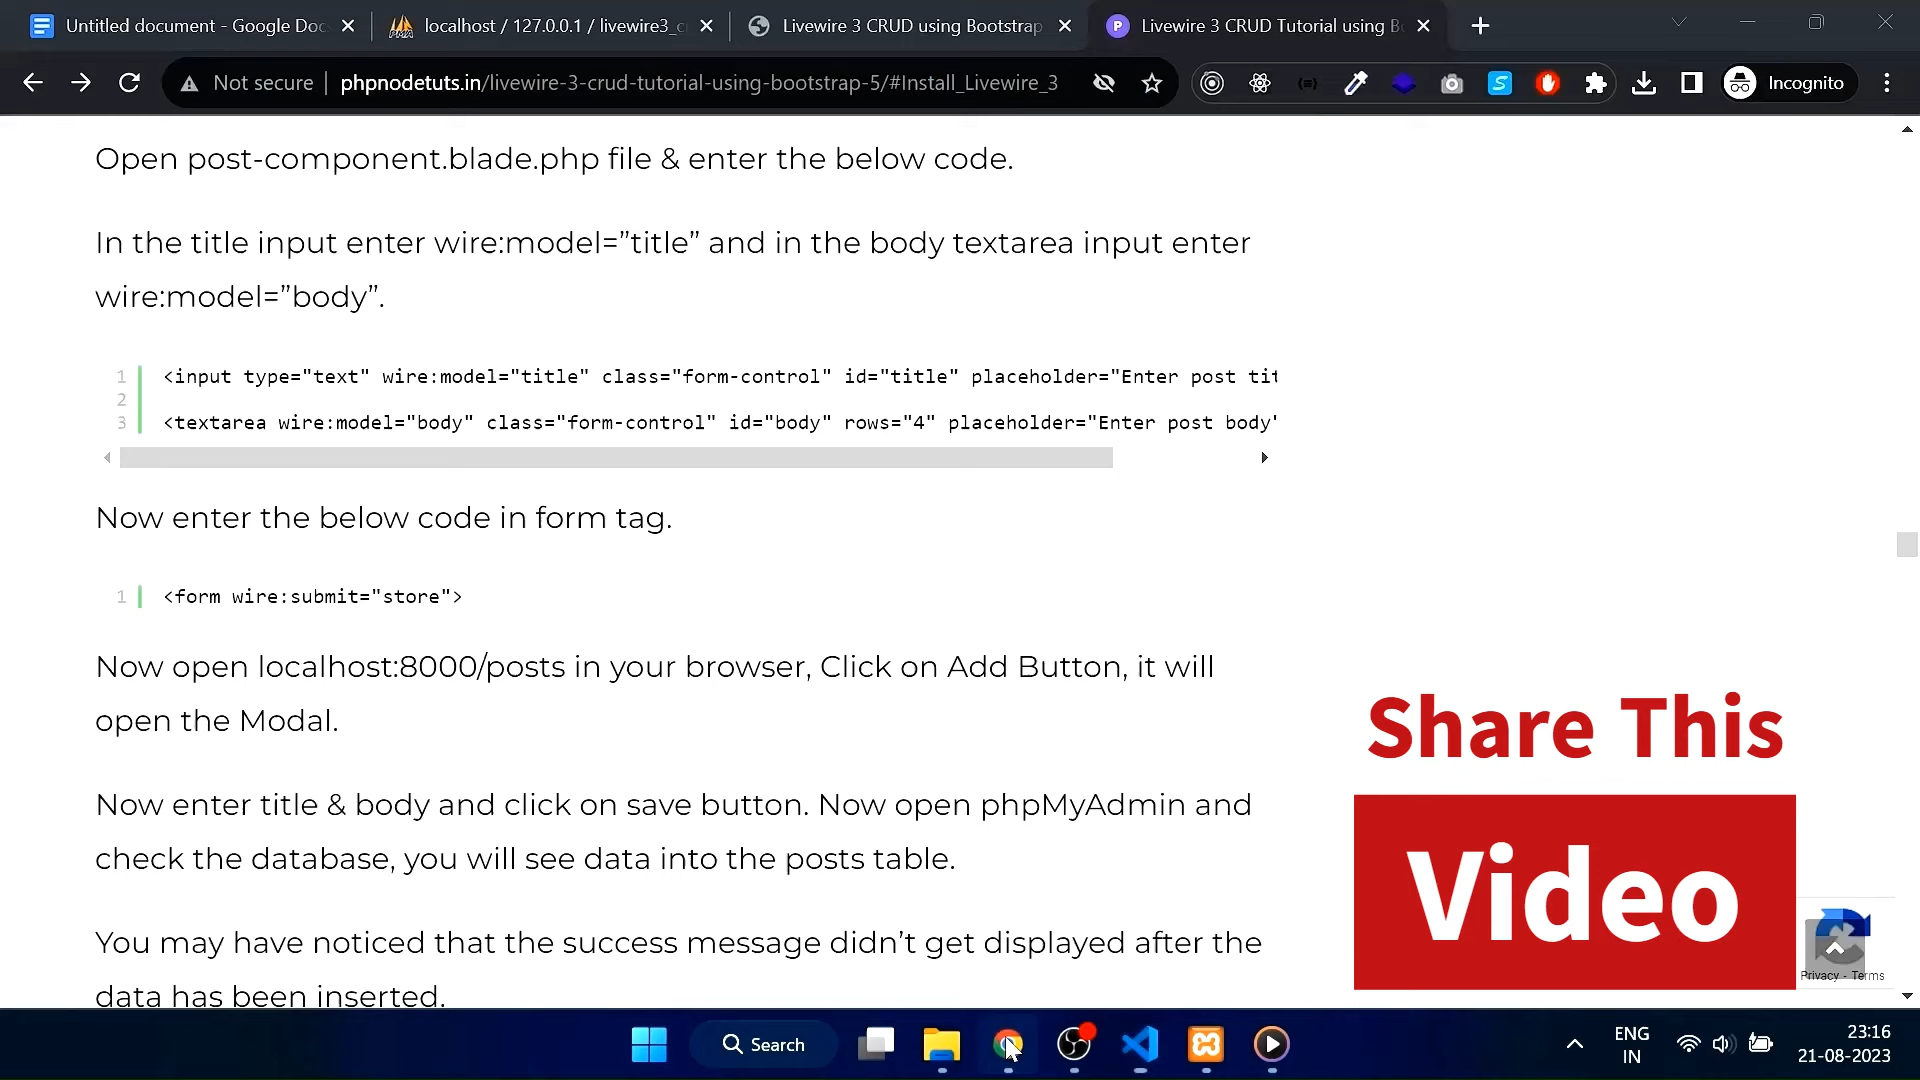 Untitled document - Google Doc
localhost / 127.0.0.1 / livewire3_c
Livewire 3 CRUD using Bootstrap
Livewire 3 CRUD Tutorial using B
Not secure
phpnodetuts.in/livewire-3-crud-tutorial-using-bootstrap-5/#Install_Livewire_3
Incognito
Open post-component.blade.php file & enter the below code.
In the title input enter wire:model=”title” and in the body textarea input enter
wire:model=”body”.
1 <input type="text" wire:model="title" class="form-control" id="title" placeholder="Enter post tit
2
3 <textarea wire:model="body" class="form-control" id="body" rows="4" placeholder="Enter post body"
Now enter the below code in form tag.
1 <form wire:submit="store">
Now open localhost:8000/posts in your browser, Click on Add Button, it will
open the Modal.
Now enter title & body and click on save button. Now open phpMyAdmin and
check the database, you will see data into the posts table.
You may have noticed that the success message didn’t get displayed after the
data has been inserted.
Share This
Video
Privacy - Terms
Search
ENG
IN
23:16
21-08-2023